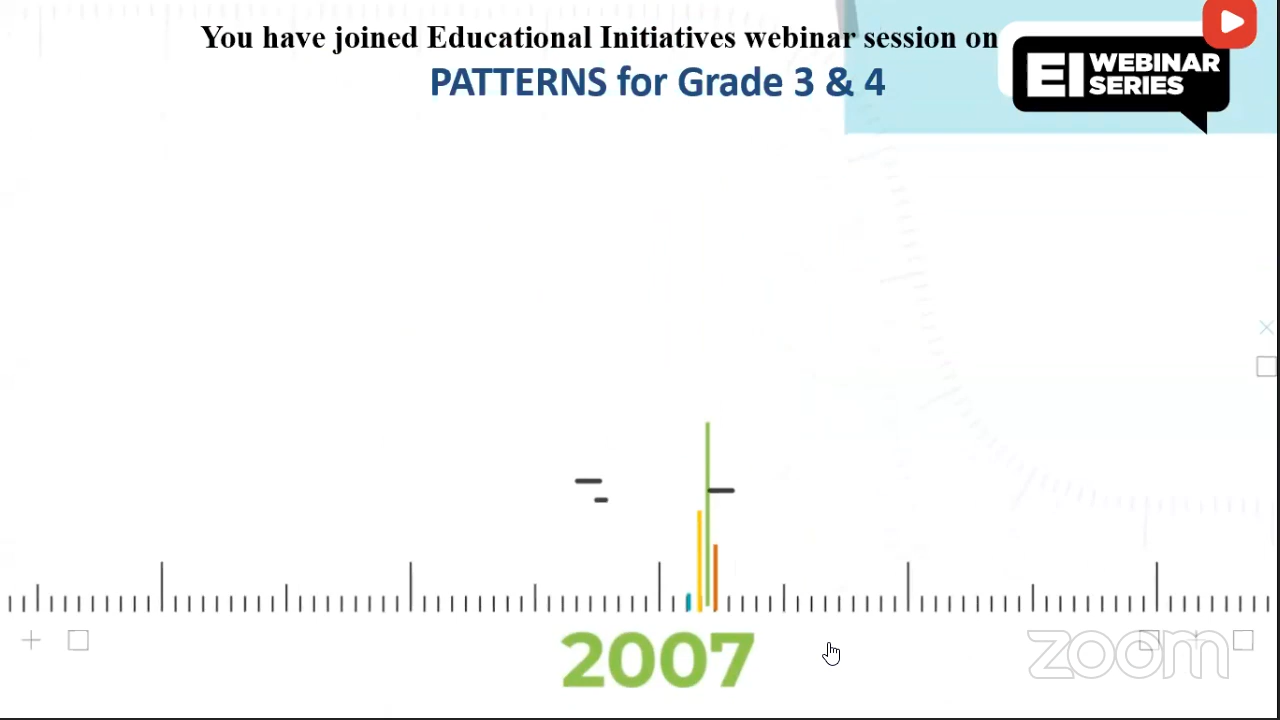 You have joined Educational Initiatives webinar session on
PATTERNS for Grade 3 & 4
EI WEBINAR
SERIES
2007
zoom